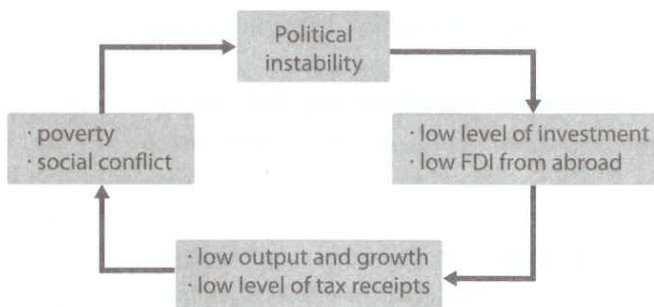 Political
instability
· poverty
· social conflict
· low level of investment
· low FDI from abroad
· low output and growth
· low level of tax receipts